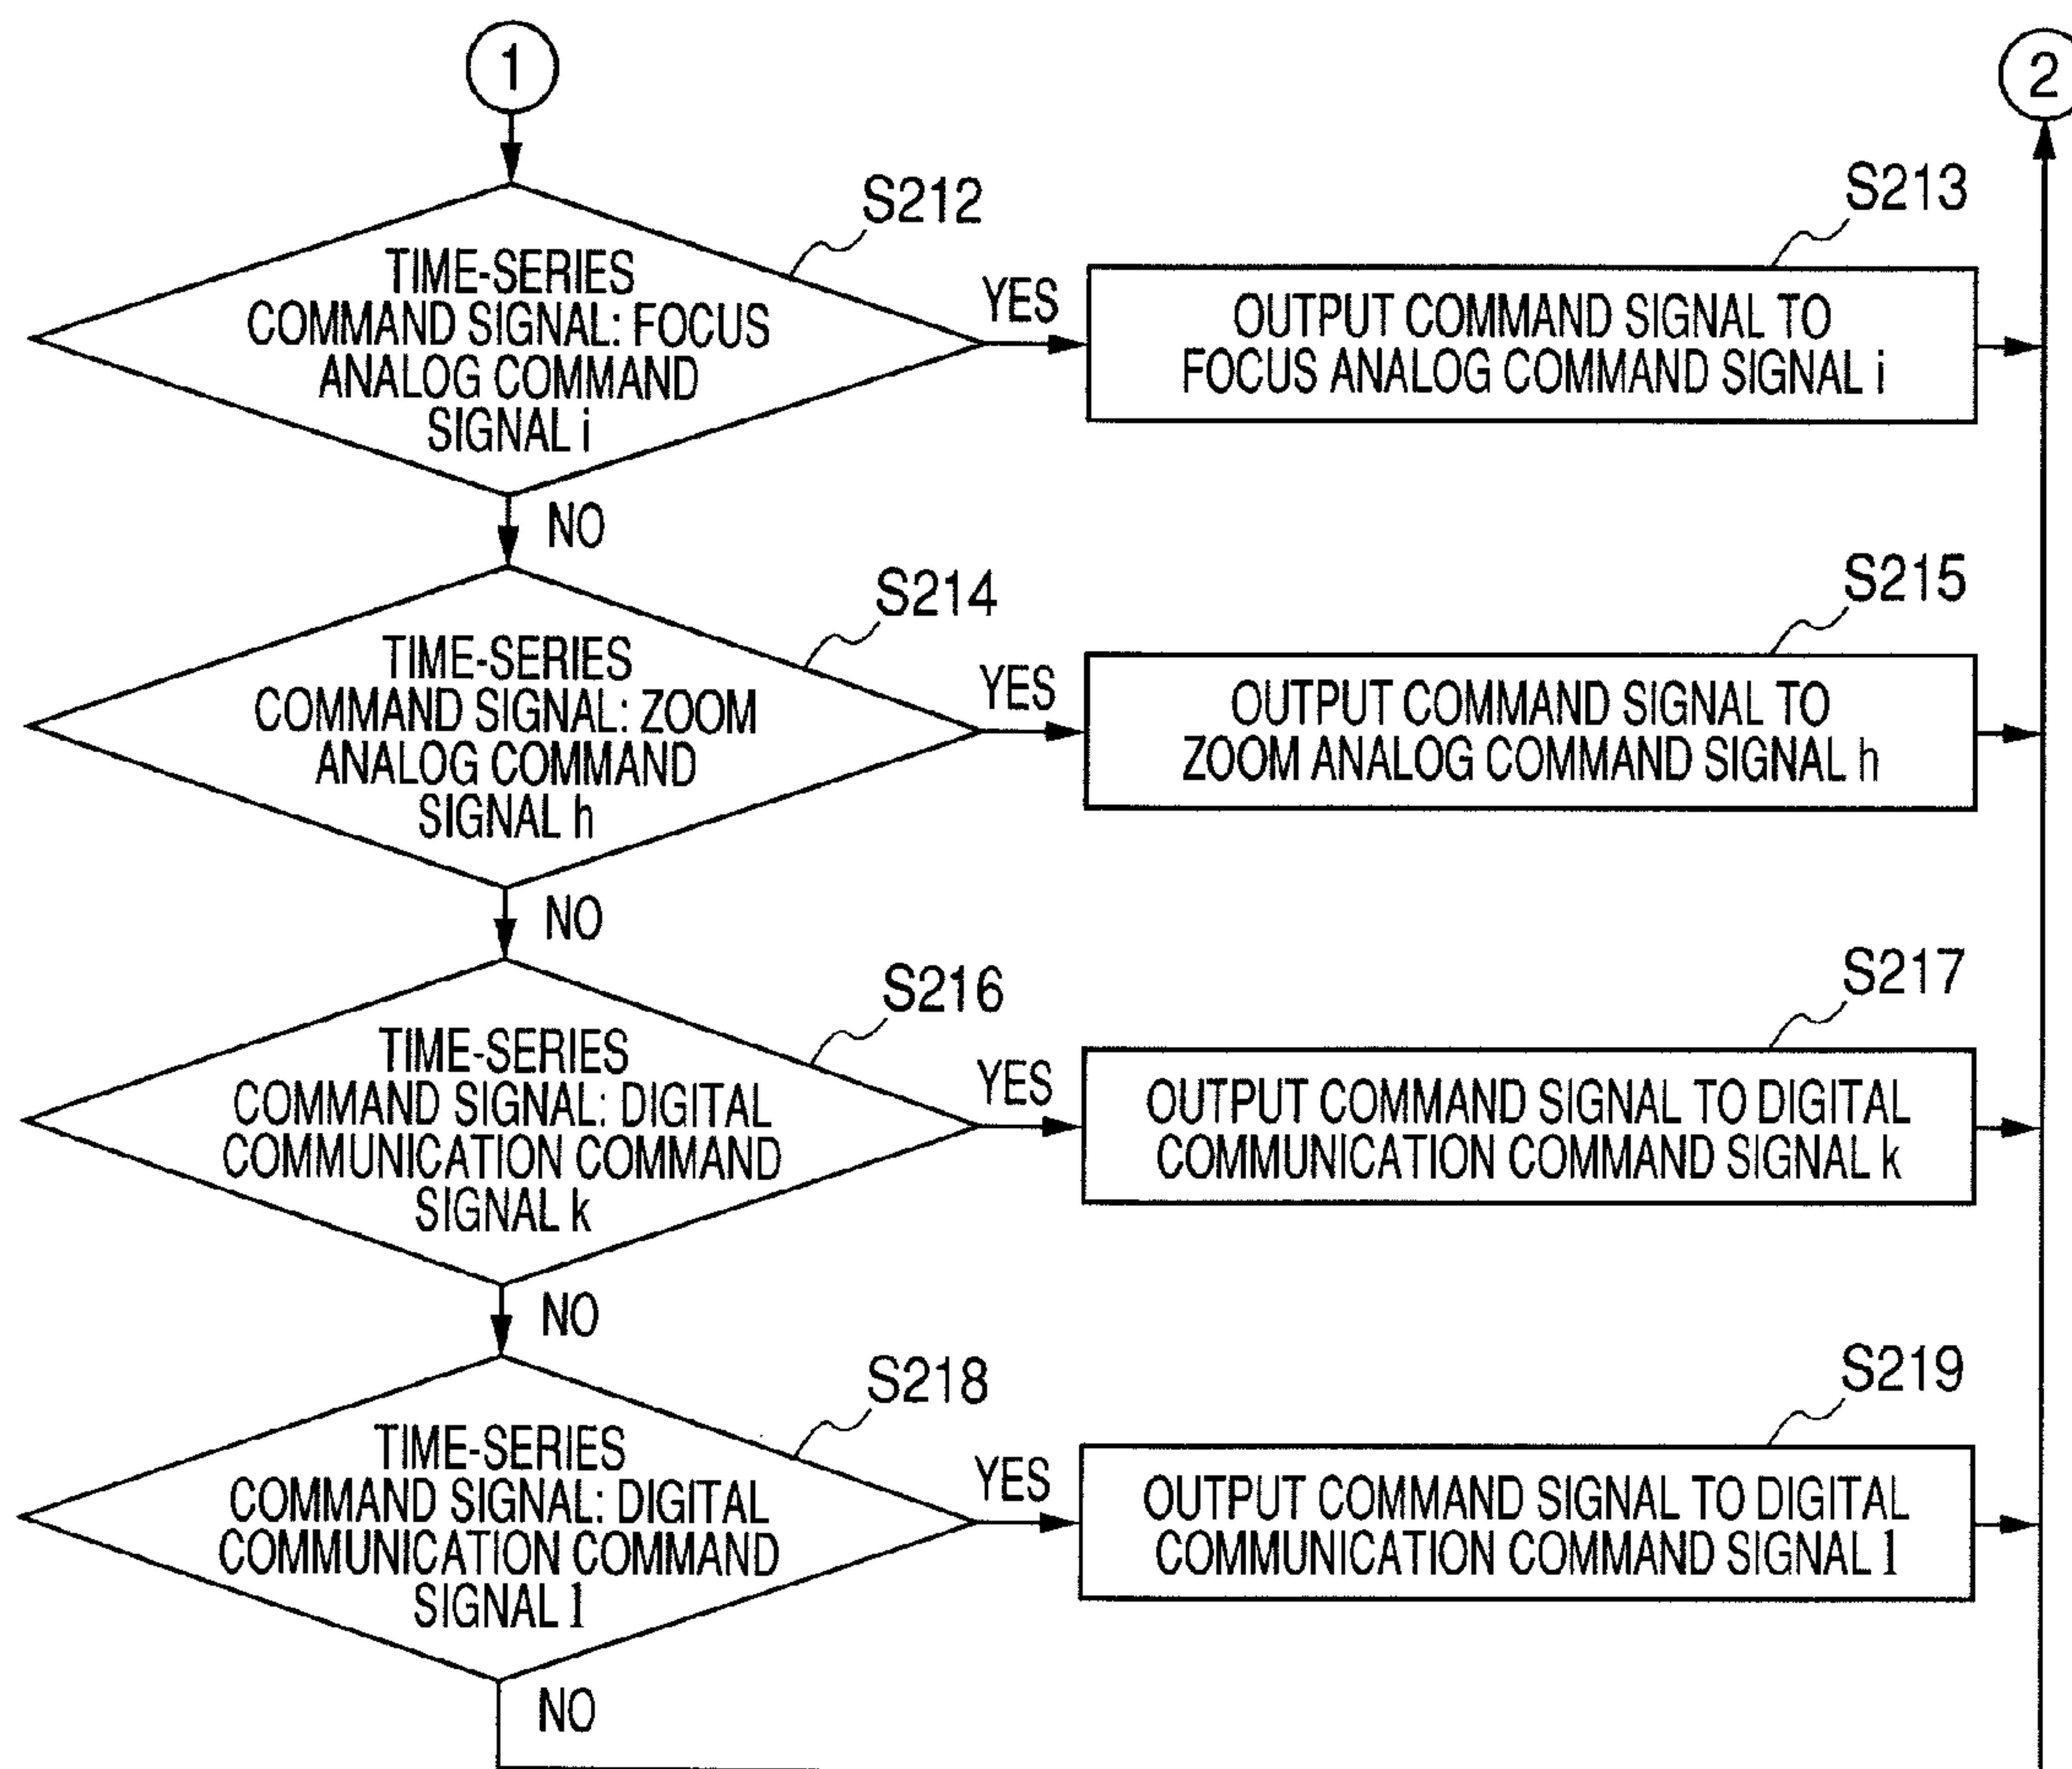 1
2
S212
TIME-SERIES
COMMAND SIGNAL: FOCUS
ANALOG COMMAND
SIGNAL i
YES
S213
OUTPUT COMMAND SIGNAL TO
FOCUS ANALOG COMMAND SIGNAL i
NO
S214
TIME-SERIES
COMMAND SIGNAL: ZOOM
ANALOG COMMAND
SIGNAL h
YES
S215
OUTPUT COMMAND SIGNAL TO
ZOOM ANALOG COMMAND SIGNAL h
NO
S216
TIME-SERIES
COMMAND SIGNAL: DIGITAL
COMMUNICATION COMMAND
SIGNAL k
YES
S217
OUTPUT COMMAND SIGNAL TO DIGITAL
COMMUNICATION COMMAND SIGNAL k
NO
S218
TIME-SERIES
COMMAND SIGNAL: DIGITAL
COMMUNICATION COMMAND
SIGNAL l
YES
S219
OUTPUT COMMAND SIGNAL TO DIGITAL
COMMUNICATION COMMAND SIGNAL l
NO